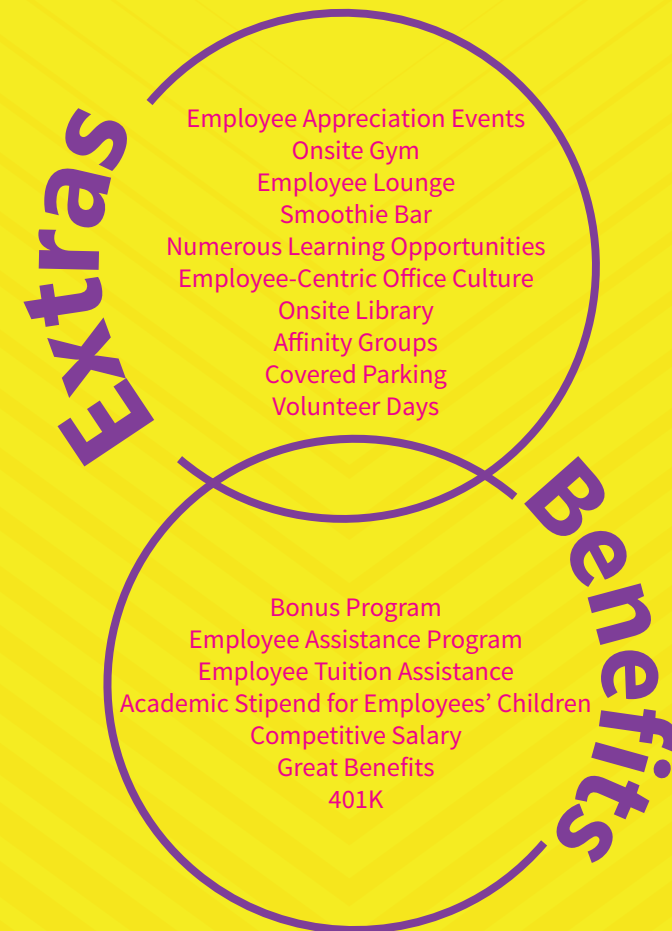 Extras
Employee Appreciation Events
Onsite Gym
Employee Lounge
Smoothie Bar
Numerous Learning Opportunities
Employee-Centric Office Culture
Onsite Library
Affinity Groups
Covered Parking
Volunteer Days
Benefits
Bonus Program
Employee Assistance Program
Employee Tuition Assistance
Academic Stipend for Employees’ Children
Competitive Salary
Great Benefits
401K